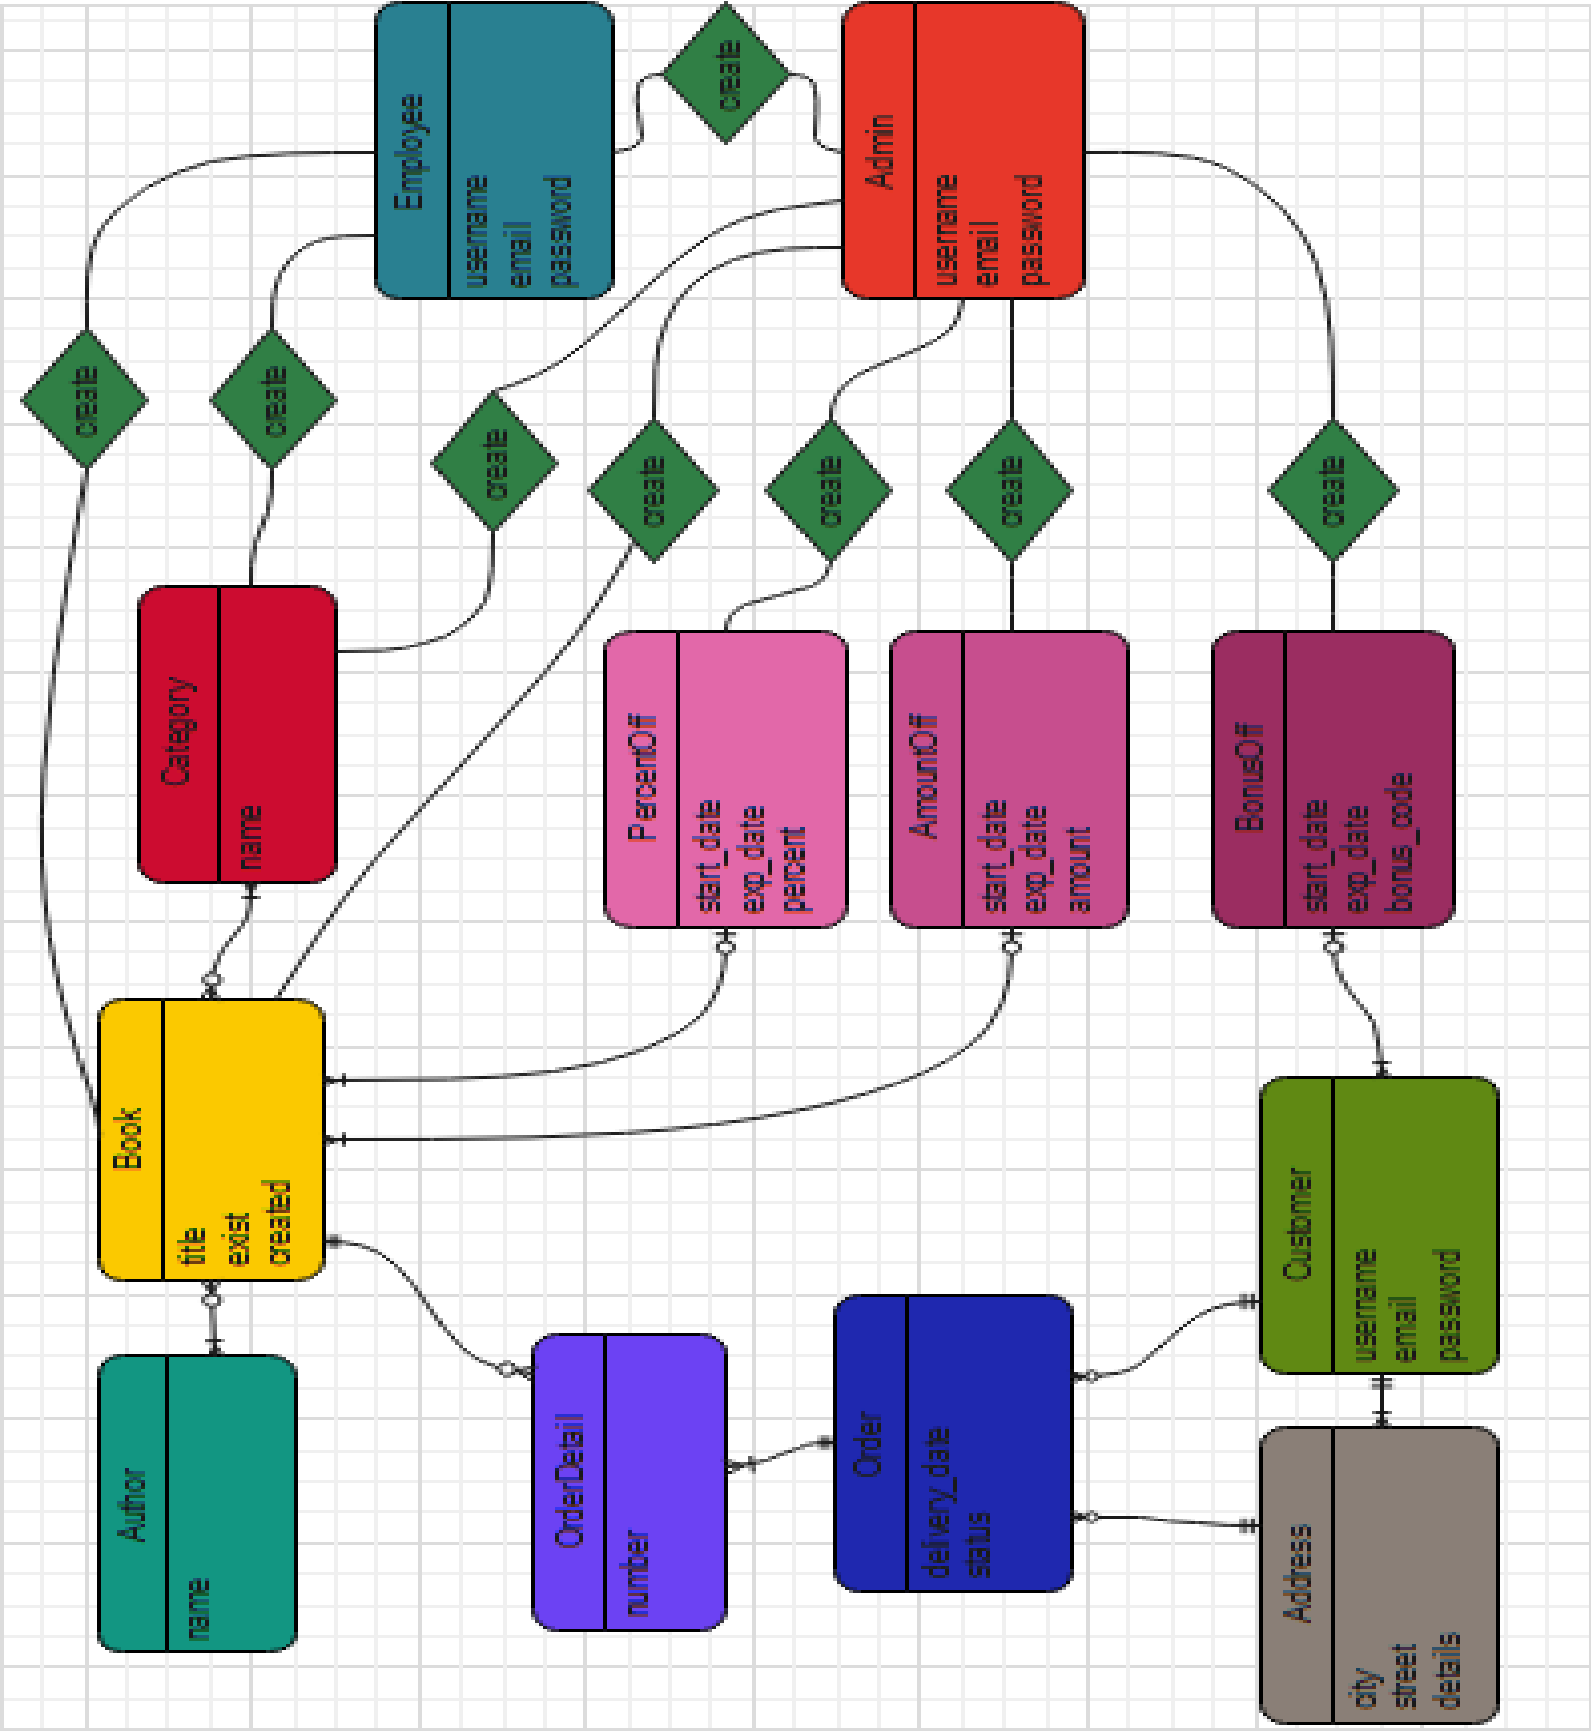 Author
name
Book
title
exist
created
Category
name
create
create
Employee
username
email
password
create
create
create
OrderDetail
number
PercentOff
start_date
exp_date
percent
create
create
Admin
username
email
password
Order
delivery_date
status
AmountOff
start_date
exp_date
amount
create
Address
city
street
details
Customer
username
email
password
BonusOff
start_date
exp_date
bonus_code
create